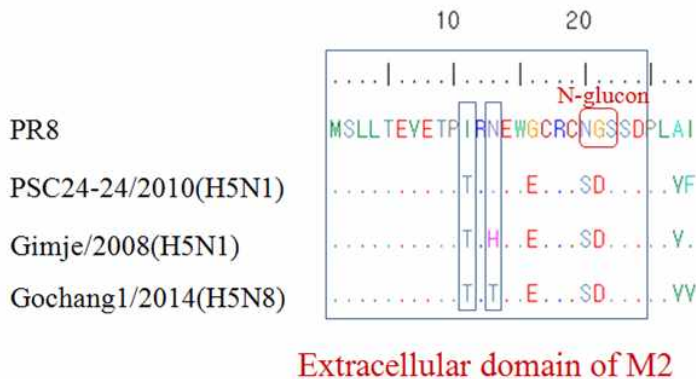 10 20
....|....|....|....|....|...
N-glucon
PR8 MSLLTEVETPIRNEWGCRCNGSSDPLAI
PSC24-24/2010(H5N1) ..........T....E...SD.....VF
Gimje/2008(H5N1) ..........T.H..E...SD.....V.
Gochang1/2014(H5N8) ..........T.T..E...SD.....VV
Extracellular domain of M2